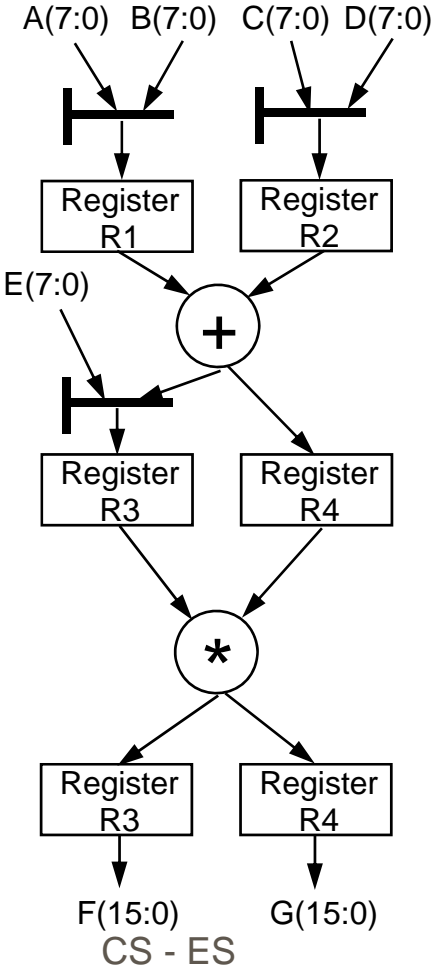 A(7:0) B(7:0) C(7:0) D(7:0)
Register
R1
Register
R2
E(7:0)
+
Register
R3
Register
R4
*
Register
R3
Register
R4
F(15:0)
G(15:0)
CS - ES